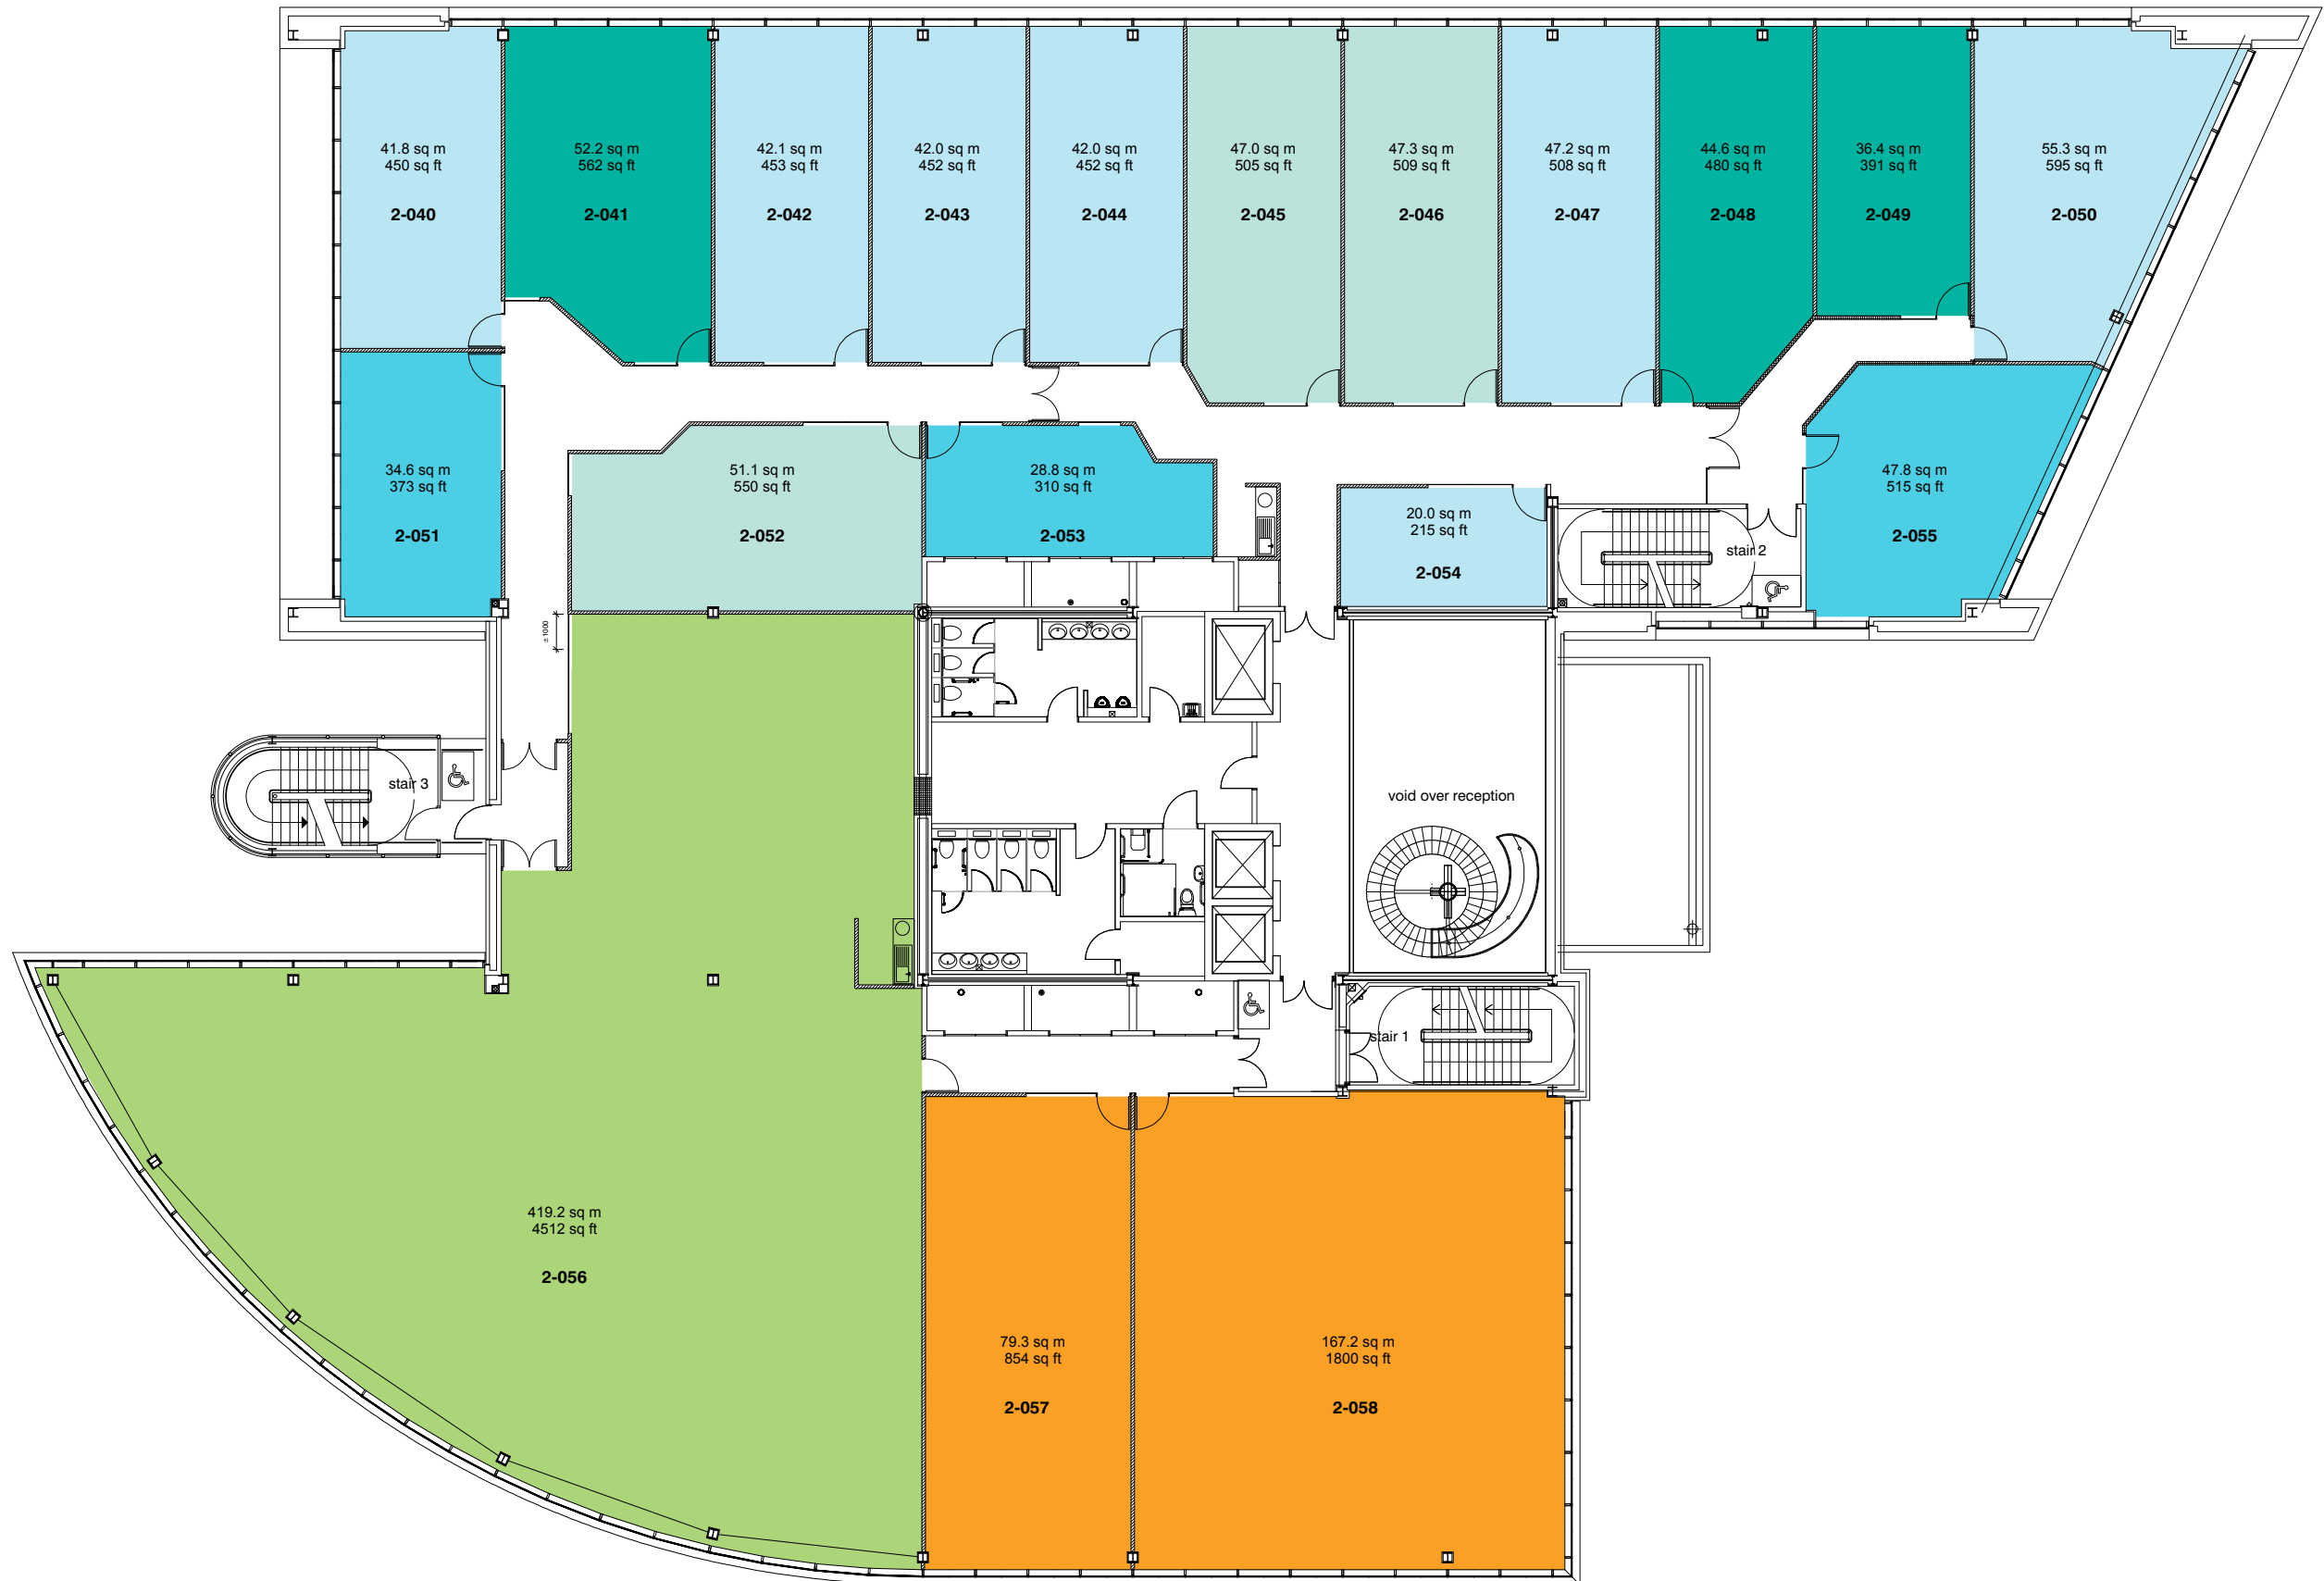 41.8 sq m
450 sq ft
2-040
52.2 sq m
562 sq ft
2-041
42.1 sq m
453 sq ft
2-042
42.0 sq m
452 sq ft
2-043
42.0 sq m
452 sq ft
2-044
47.0 sq m
505 sq ft
2-045
47.3 sq m
509 sq ft
2-046
47.2 sq m
508 sq ft
2-047
44.6 sq m
480 sq ft
2-048
36.4 sq m
391 sq ft
2-049
55.3 sq m
595 sq ft
2-050
34.6 sq m
373 sq ft
2-051
51.1 sq m
550 sq ft
2-052
28.8 sq m
310 sq ft
2-053
20.0 sq m
215 sq ft
2-054
stair 2
47.8 sq m
515 sq ft
2-055
±1000
stair 3
void over reception
stair 1
419.2 sq m
4512 sq ft
2-056
79.3 sq m
854 sq ft
2-057
167.2 sq m
1800 sq ft
2-058